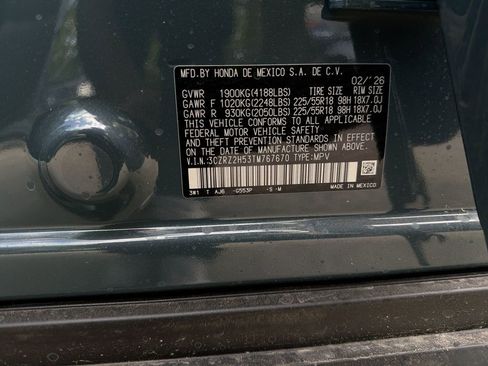 MFD.BY HONDA DE MEXICO S.A. DE C.V.
02/'26
GVWR 1900KG(4188LBS) TIRE SIZE RIM SIZE
GAWR F 1020KG(2248LBS) 225/55R18 98H 18X7.0J
GAWR R 930KG(2050LBS) 225/55R18 98H 18X7.0J
THIS VEHICLE CONFORMS TO ALL APPLICABLE
FEDERAL MOTOR VEHICLE SAFETY AND THEFT
PREVENTION STANDARDS IN EFFECT ON THE DATE
OF MANUFACTURE SHOWN ABOVE.
V.I.N.:3CZRZ2H53TM767670 TYPE:MPV
3W1 T AJ6 -G553P -S -M
MADE IN MEXICO